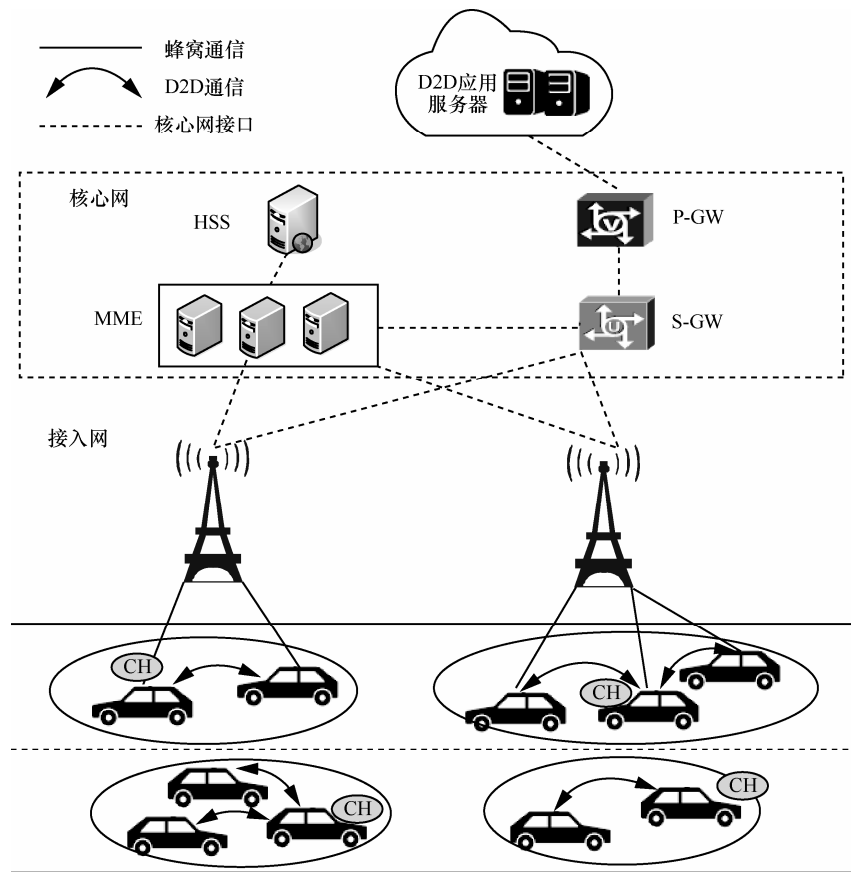 蜂窝通信
D2D通信
核心网接口
D2D应用
服务器
核心网
HSS
P-GW
MME
S-GW
接入网
CH
CH
CH
CH